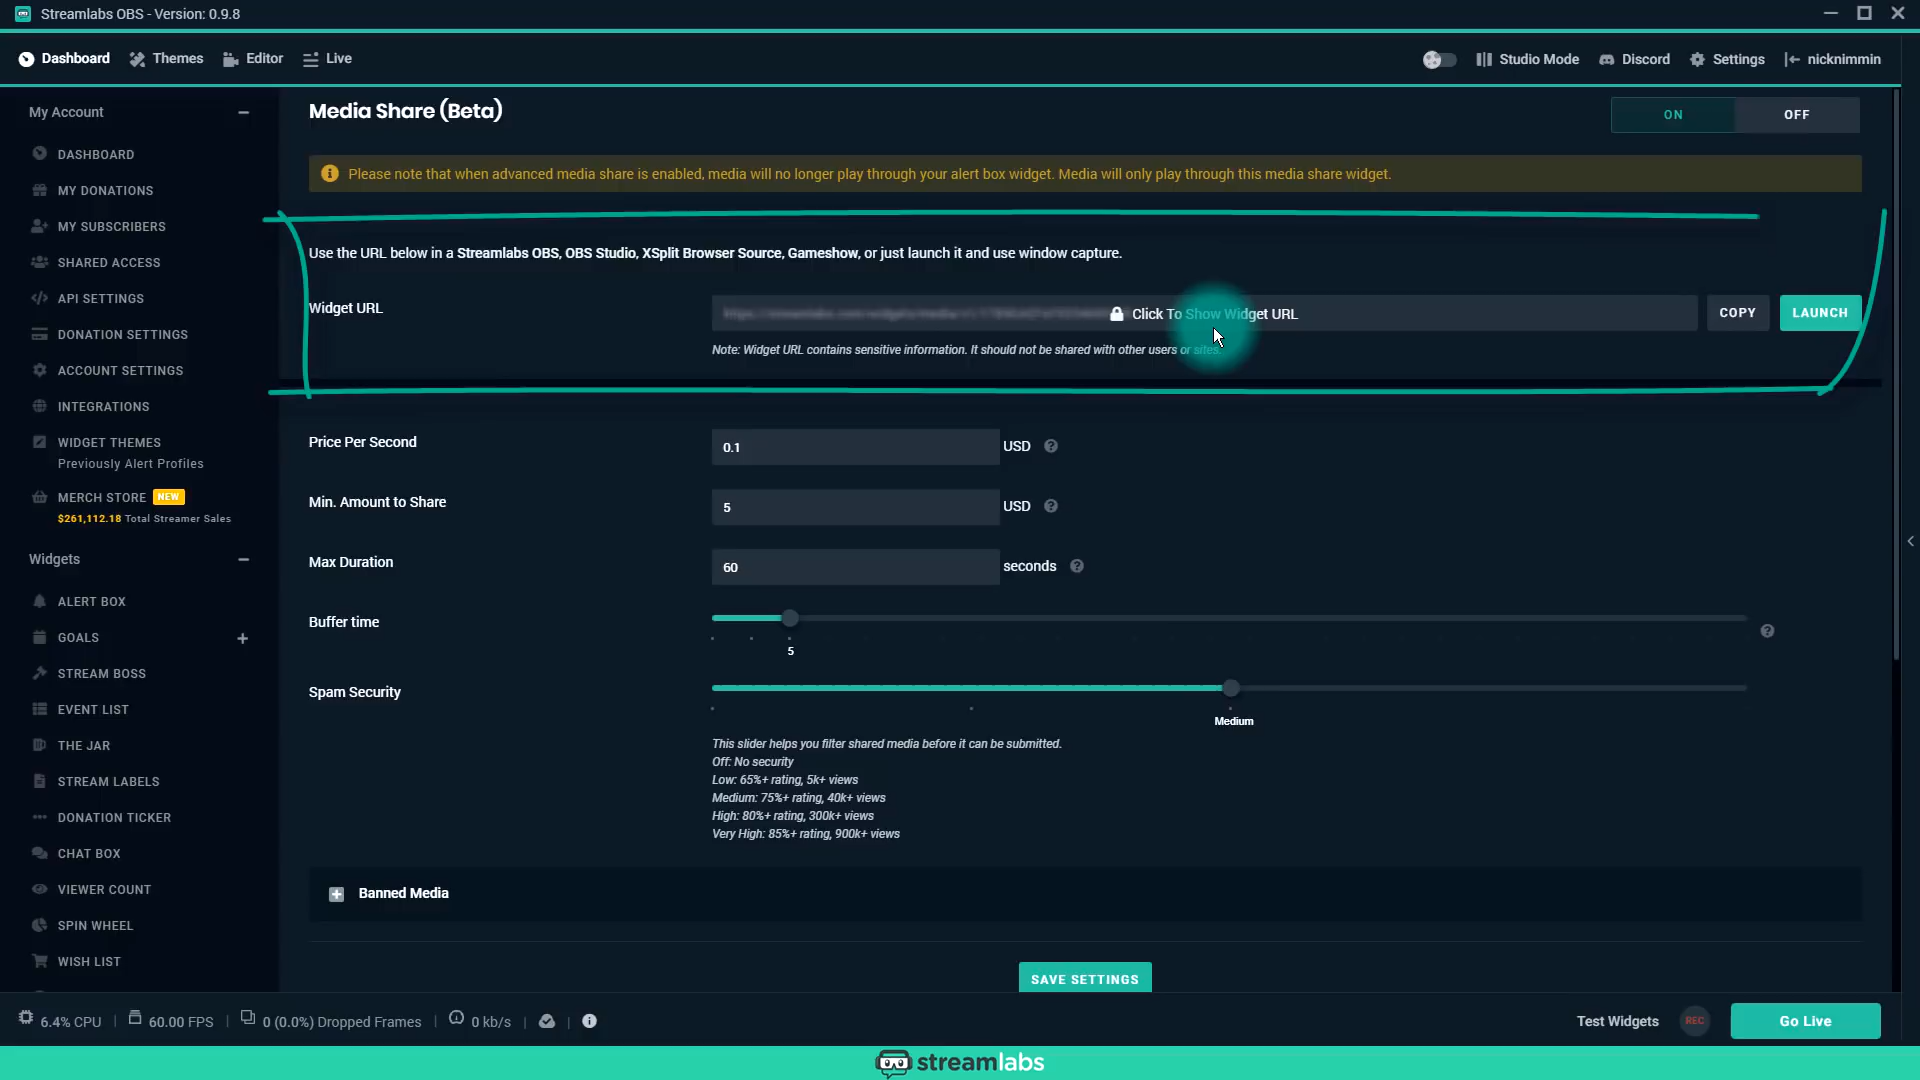 Streamlabs OBS - Version: 0.9.8
Dashboard Themes Editor Live
Studio Mode Discord Settings nicknimmin
My Account
DASHBOARD
MY DONATIONS
MY SUBSCRIBERS
SHARED ACCESS
API SETTINGS
DONATION SETTINGS
ACCOUNT SETTINGS
INTEGRATIONS
WIDGET THEMES
Previously Alert Profiles
MERCH STORE NEW
$261,112.18 Total Streamer Sales
Widgets
ALERT BOX
GOALS
STREAM BOSS
EVENT LIST
THE JAR
STREAM LABELS
DONATION TICKER
CHAT BOX
VIEWER COUNT
SPIN WHEEL
WISH LIST
Media Share (Beta)
ON OFF
Please note that when advanced media share is enabled, media will no longer play through your alert box widget. Media will only play through this media share widget.
Use the URL below in a Streamlabs OBS, OBS Studio, XSplit Browser Source, Gameshow, or just launch it and use window capture.
Widget URL
Click To Show Widget URL
COPY LAUNCH
Note: Widget URL contains sensitive information. It should not be shared with other users or sites.
Price Per Second
0.1 USD
Min. Amount to Share
5 USD
Max Duration
60 seconds
Buffer time
5
Spam Security
Medium
This slider helps you filter shared media before it can be submitted.
Off: No security
Low: 65%+ rating, 5k+ views
Medium: 75%+ rating, 40k+ views
High: 80%+ rating, 300k+ views
Very High: 85%+ rating, 900k+ views
Banned Media
SAVE SETTINGS
6.4% CPU | 60.00 FPS | 0 (0.0%) Dropped Frames | 0 kb/s
Test Widgets REC Go Live
streamlabs